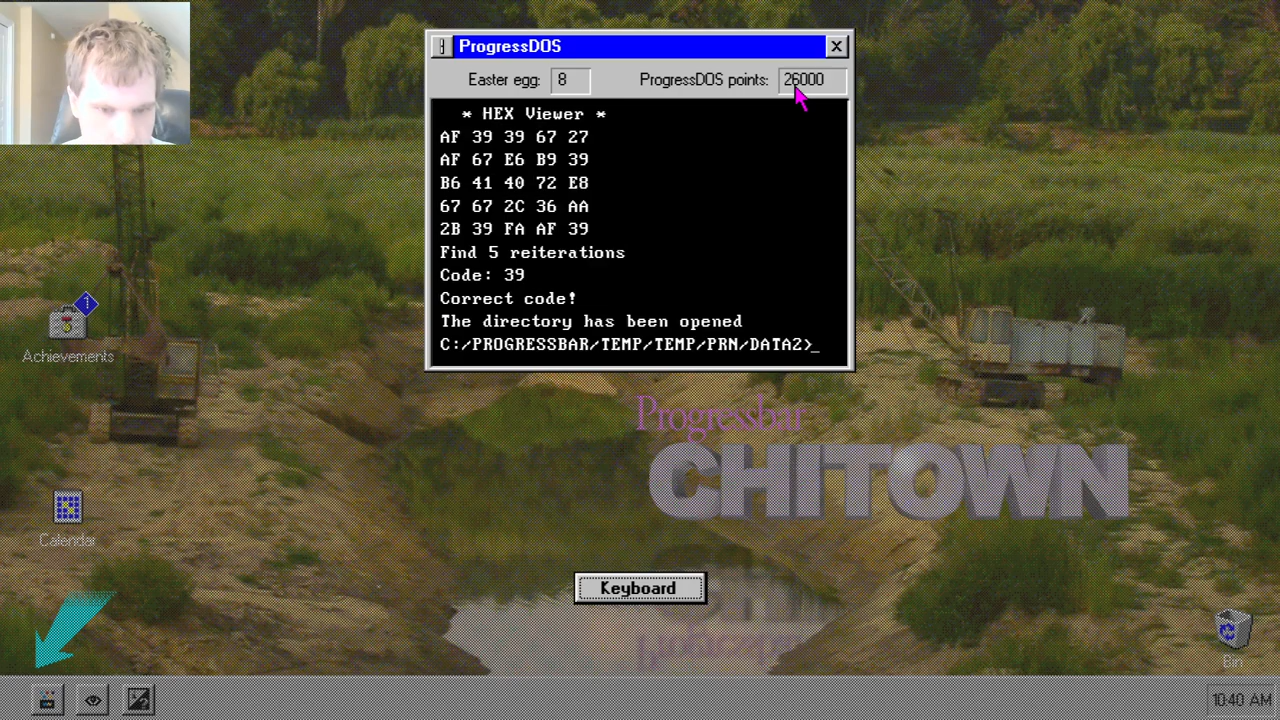 ProgressDOS
Easter egg: 8 ProgressDOS points: 26000
* HEX Viewer *
AF 39 39 67 27
AF 67 E6 B9 39
B6 41 40 72 E8
67 67 2C 36 AA
2B 39 FA AF 39
Find 5 reiterations
Code: 39
Correct code!
The directory has been opened
C:/PROGRESSBAR/TEMP/TEMP/PRN/DATA2>_
1
Achievements
Progressbar
CHITOWN
Calendar
Keyboard
Bin
10:40 AM